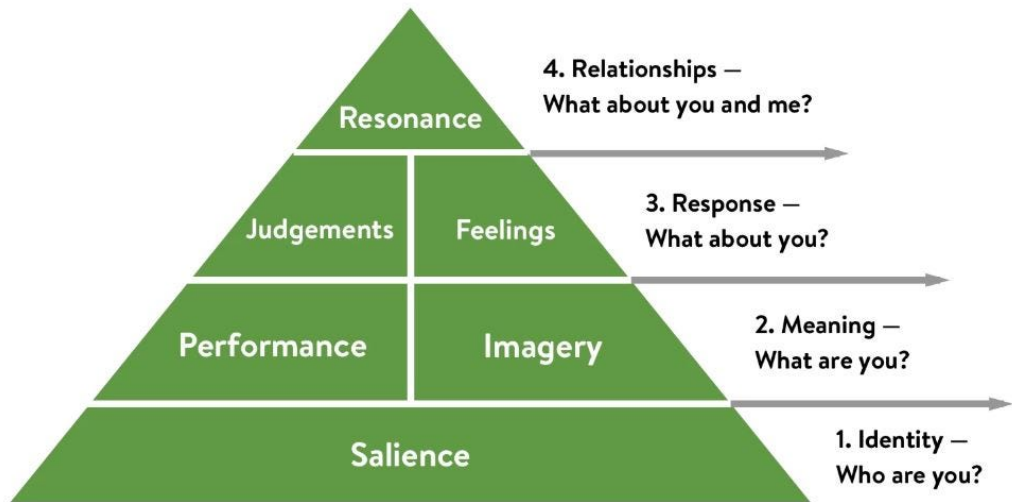 4. Relationships –
What about you and me?
Resonance
3. Response –
What about you?
Judgements
Feelings
2. Meaning –
What are you?
Performance
Imagery
1. Identity –
Who are you?
Salience